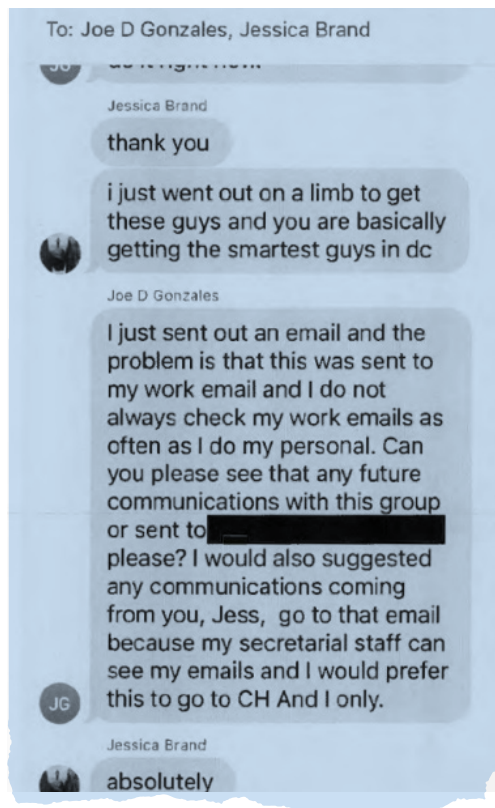 To: Joe D Gonzales, Jessica Brand
JG
Jessica Brand
thank you
i just went out on a limb to get
these guys and you are basically
getting the smartest guys in dc
Joe D Gonzales
I just sent out an email and the
problem is that this was sent to
my work email and I do not
always check my work emails as
often as I do my personal. Can
you please see that any future
communications with this group
or sent to
please? I would also suggested
any communications coming
from you, Jess, go to that email
because my secretarial staff can
see my emails and I would prefer
this to go to CH And I only.
JG
Jessica Brand
absolutely